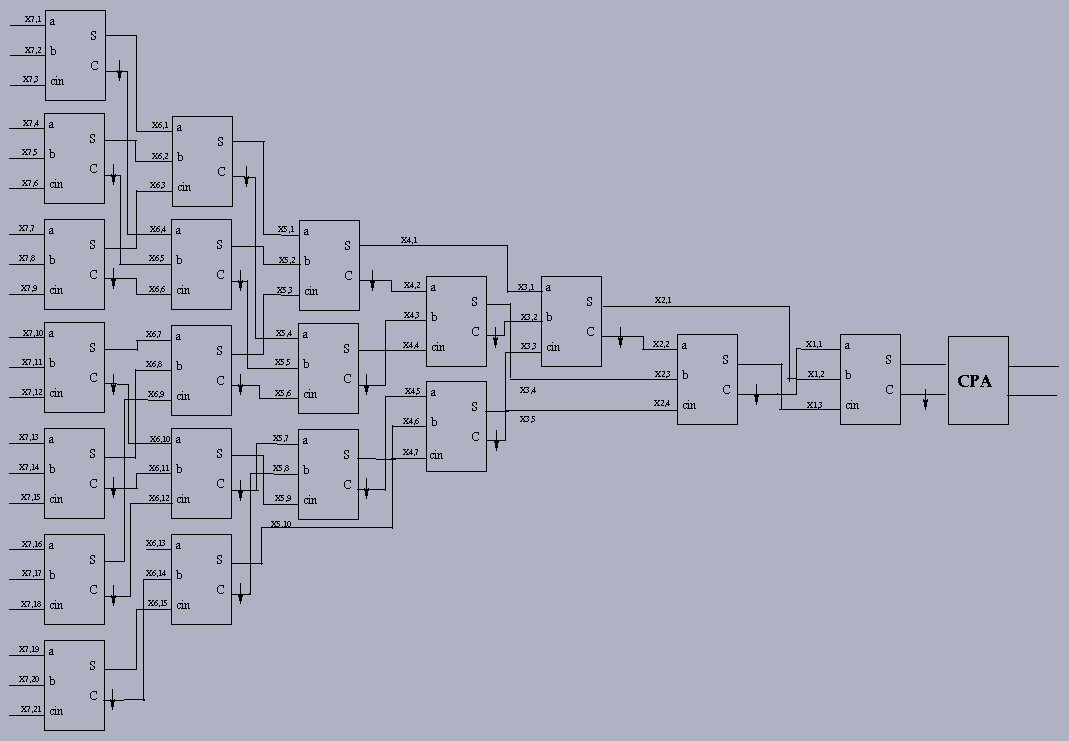 X7,1 a
S
X7,2 b
C
X7,3 cin
X7,4 a
S
X7,5 b
C
X7,6 cin
X7,7 a
S
X7,8 b
C
X7,9 cin
X7,10 a
S
X7,11 b
C
X7,12 cin
X7,13 a
S
X7,14 b
C
X7,15 cin
X7,16 a
S
X7,17 b
C
X7,18 cin
X7,19 a
S
X7,20 b
C
X7,21 cin
X6,1 a
S
X6,2 b
C
X6,3 cin
X6,4 a
S
X6,5 b
C
X6,6 cin
X6,7 a
S
X6,8 b
C
X6,9 cin
X6,10 a
S
X6,11 b
C
X6,12 cin
X6,13 a
S
X6,14 b
C
X6,15 cin
X5,1 a
S
X5,2 b
C
X5,3 cin
X5,4 a
S
X5,5 b
C
X5,6 cin
X5,7 a
S
X5,8 b
C
X5,9 cin
X5,10
X4,1
X4,2 a
S
X4,3 b
C
X4,4 cin
X4,5 a
S
X4,6 b
C
X4,7 cin
X3,1 a
S
X3,2 b
C
X3,3 cin
X3,4
X3,5
X2,1
X2,2 a
S
X2,3 b
C
X2,4 cin
X1,1 a
S
X1,2 b
C
X1,3 cin
CPA